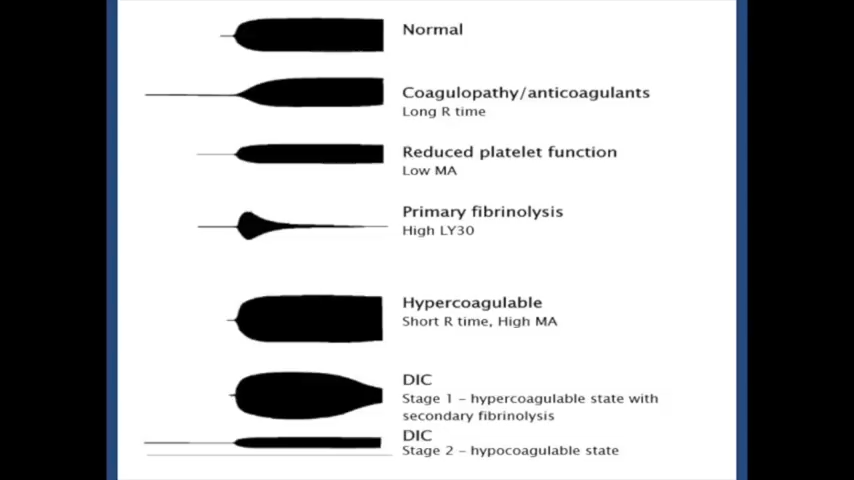 Normal
Coagulopathy/anticoagulants
Long R time
Reduced platelet function
Low MA
Primary fibrinolysis
High LY30
Hypercoagulable
Short R time, High MA
DIC
Stage 1 – hypercoagulable state with
secondary fibrinolysis
DIC
Stage 2 – hypocoagulable state